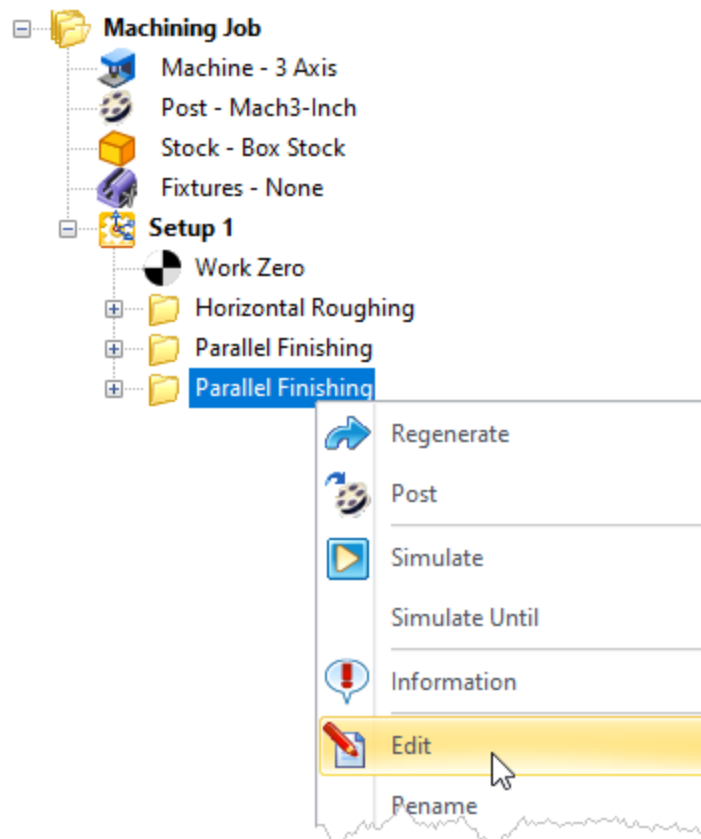 Machining Job
Machine - 3 Axis
Post - Mach3-Inch
Stock - Box Stock
Fixtures - None
Setup 1
Work Zero
Horizontal Roughing
Parallel Finishing
Parallel Finishing
Regenerate
Post
Simulate
Simulate Until
Information
Edit
Rename